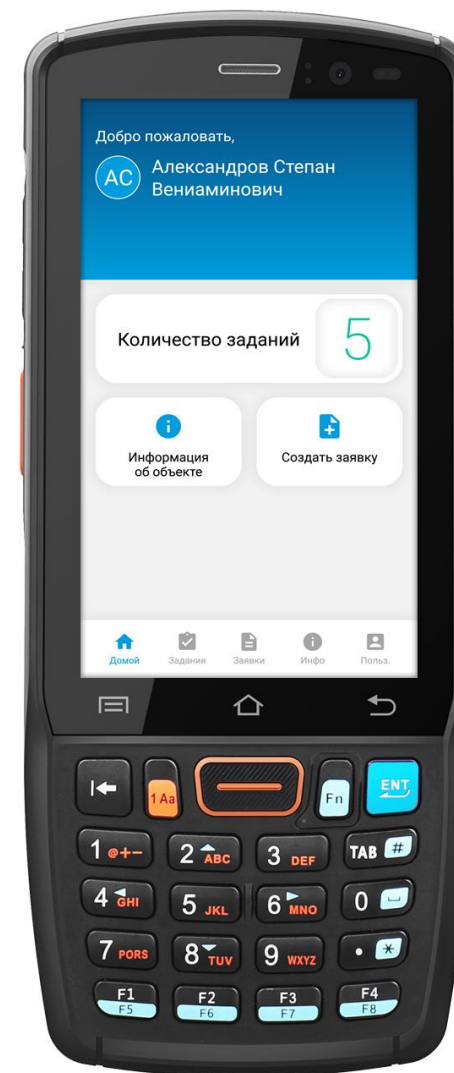 Добро пожаловать,
АС
Александров Степан
Вениаминович
Количество заданий 5
Информация
об объекте
Создать заявку
Домой Задания Заявки Инфо Польз.
1Aa Fn ENT
1 @+- 2 ABC 3 DEF TAB #
4 GHI 5 JKL 6 MNO 0
7 PQRS 8 TUV 9 WXYZ . *
F1 F2 F3 F4
F5 F6 F7 F8